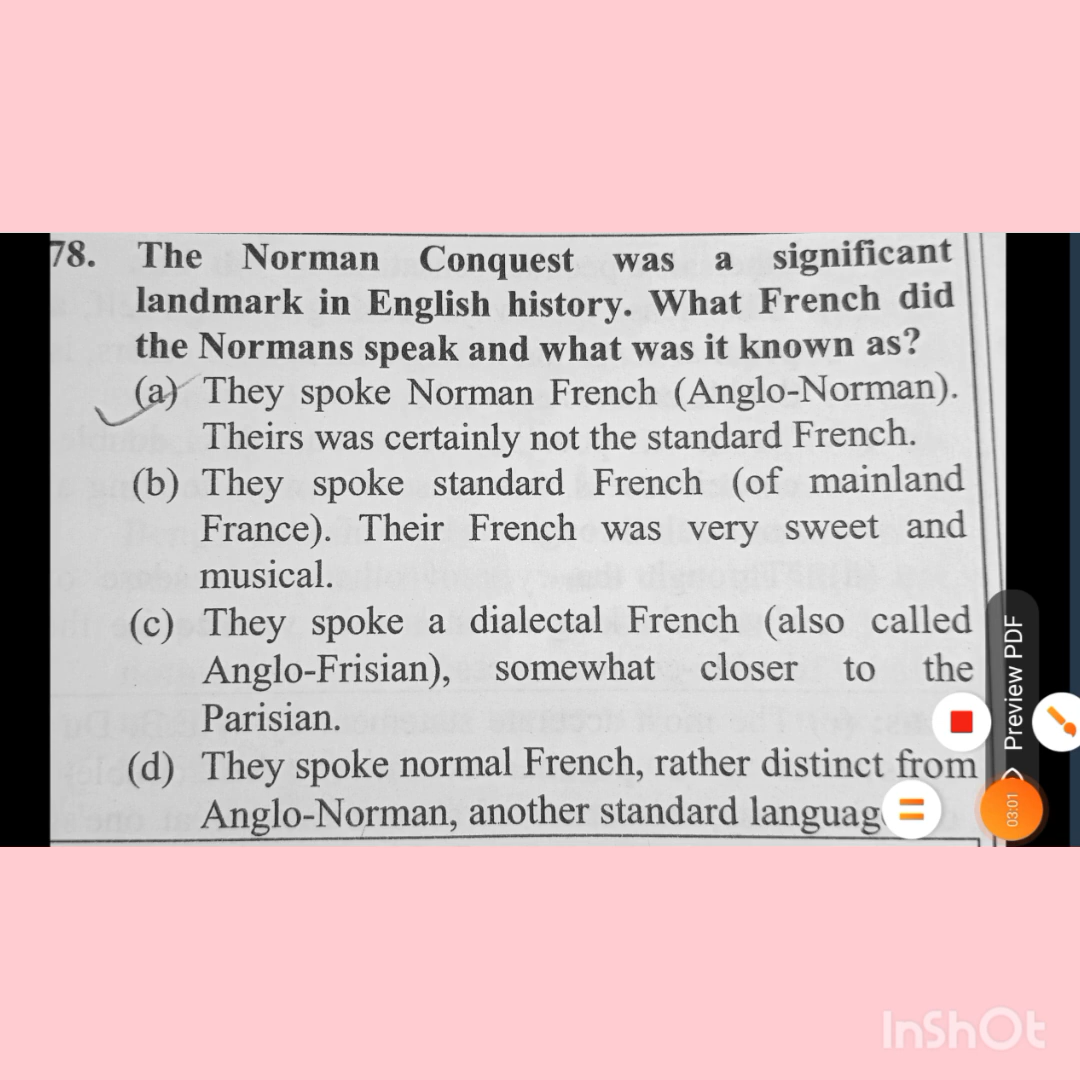 78. The Norman Conquest was a significant
landmark in English history. What French did
the Normans speak and what was it known as?
(a) They spoke Norman French (Anglo-Norman).
Theirs was certainly not the standard French.
(b) They spoke standard French (of mainland
France). Their French was very sweet and
musical.
(c) They spoke a dialectal French (also called
Anglo-Frisian), somewhat closer to the
Parisian.
(d) They spoke normal French, rather distinct from
Anglo-Norman, another standard languag
Preview PDF
03:01
InShOt